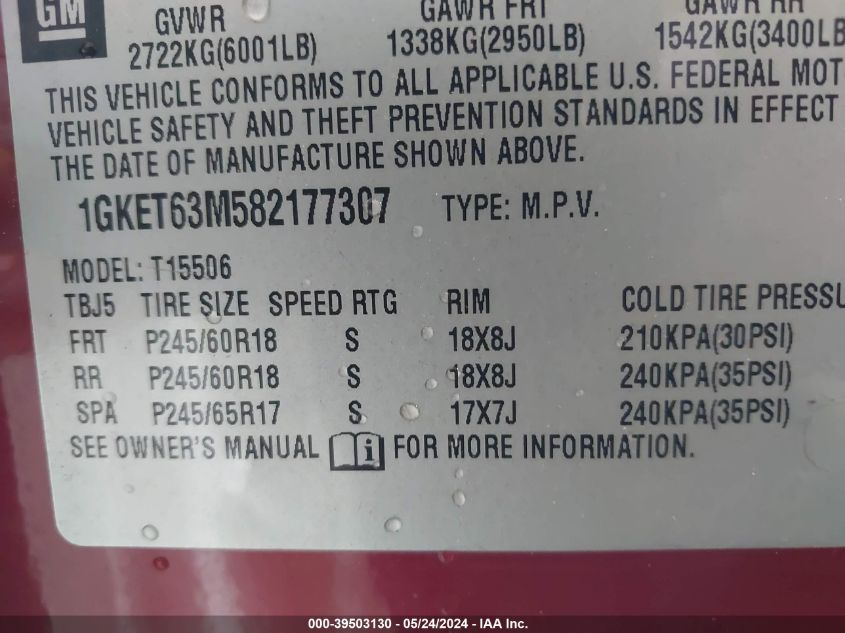 GM
GVWR GAWR FRT GAWR RR
2722KG(6001LB) 1338KG(2950LB) 1542KG(3400LB
THIS VEHICLE CONFORMS TO ALL APPLICABLE U.S. FEDERAL MOT
VEHICLE SAFETY AND THEFT PREVENTION STANDARDS IN EFFECT
THE DATE OF MANUFACTURE SHOWN ABOVE.
1GKET63M582177307 TYPE: M.P.V.
MODEL: T15506
TBJ5 TIRE SIZE SPEED RTG RIM COLD TIRE PRESSU
FRT P245/60R18 S 18X8J 210KPA(30PSI)
RR P245/60R18 S 18X8J 240KPA(35PSI)
SPA P245/65R17 S 17X7J 240KPA(35PSI)
SEE OWNER'S MANUAL i FOR MORE INFORMATION.
000-39503130 - 05/24/2024 - IAA Inc.